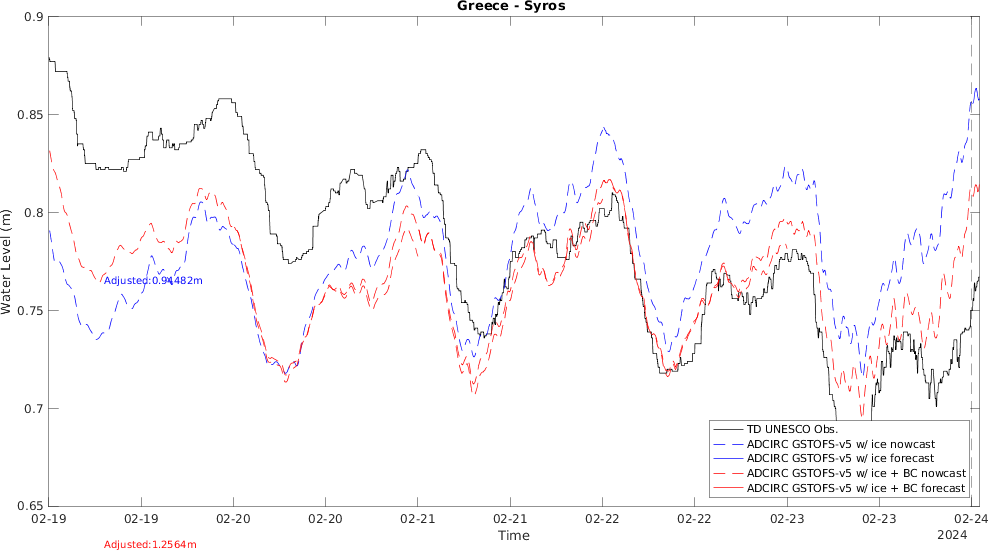 Greece - Syros
0.9
0.85
0.8
0.75
0.7
0.65
Water Level (m)
Adjusted:0.94482m
TD UNESCO Obs.
ADCIRC GSTOFS-v5 w/ ice nowcast
ADCIRC GSTOFS-v5 w/ ice forecast
ADCIRC GSTOFS-v5 w/ ice + BC nowcast
ADCIRC GSTOFS-v5 w/ ice + BC forecast
02-19 02-19 02-20 02-20 02-21 02-21 02-22 02-22 02-23 02-23 02-24
Time
2024
Adjusted:1.2564m